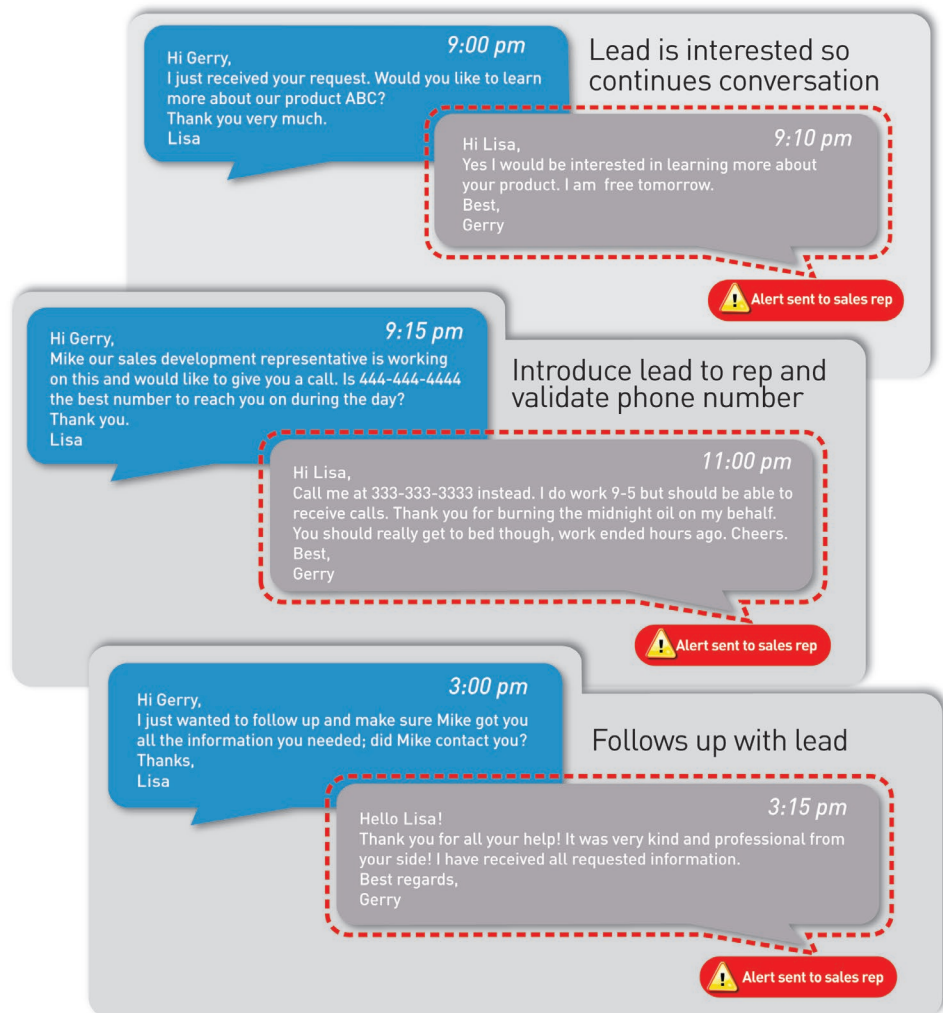 9:00 pm
Hi Gerry,
I just received your request. Would you like to learn
more about our product ABC?
Thank you very much.
Lisa
Lead is interested so
continues conversation
9:10 pm
Hi Lisa,
Yes I would be interested in learning more about
your product. I am free tomorrow.
Best,
Gerry
Alert sent to sales rep
9:15 pm
Hi Gerry,
Mike our sales development representative is working
on this and would like to give you a call. Is 444-444-4444
the best number to reach you on during the day?
Thank you.
Lisa
Introduce lead to rep and
validate phone number
11:00 pm
Hi Lisa,
Call me at 333-333-3333 instead. I do work 9-5 but should be able to
receive calls. Thank you for burning the midnight oil on my behalf.
You should really get to bed though, work ended hours ago. Cheers.
Best,
Gerry
Alert sent to sales rep
3:00 pm
Hi Gerry,
I just wanted to follow up and make sure Mike got you
all the information you needed; did Mike contact you?
Thanks,
Lisa
Follows up with lead
3:15 pm
Hello Lisa!
Thank you for all your help! It was very kind and professional from
your side! I have received all requested information.
Best regards,
Gerry
Alert sent to sales rep